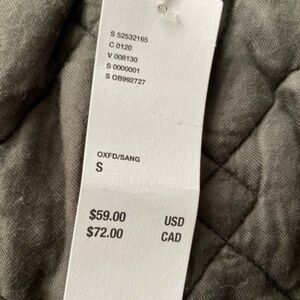 S 52532165
C 0120
V 008130
S 0000001
S OB992727
OXFD/SANG
S
$59.00 USD
$72.00 CAD